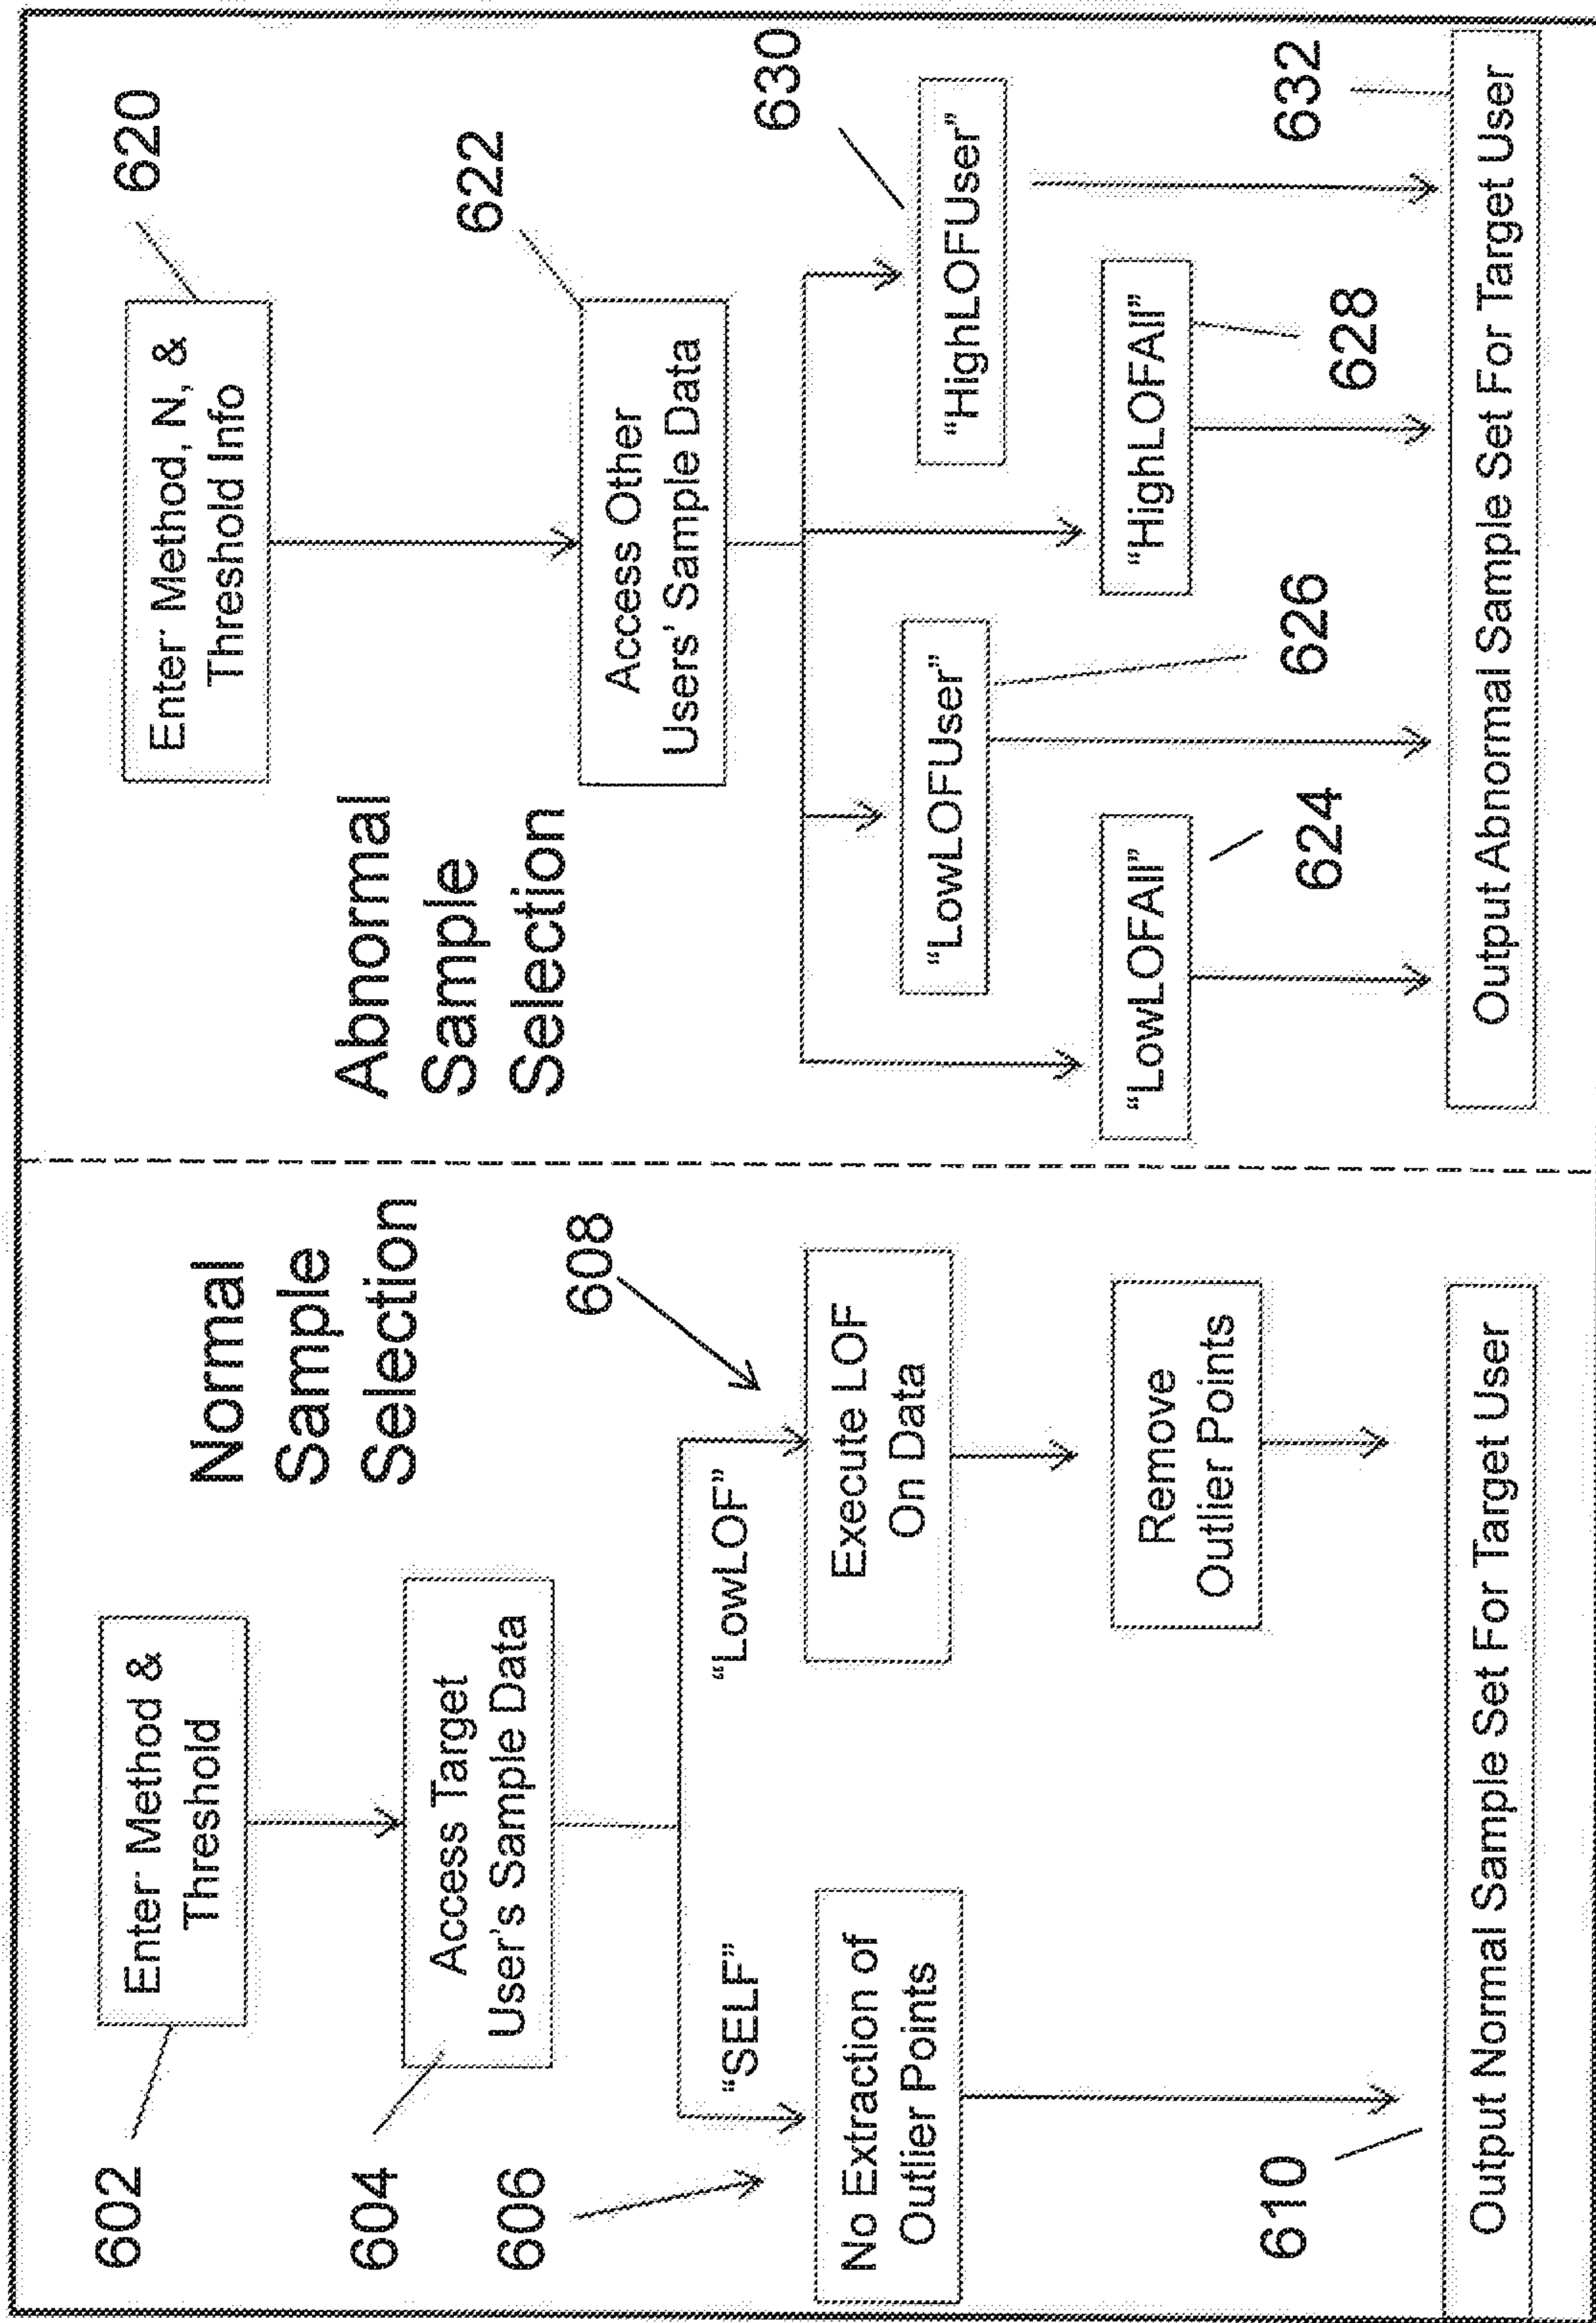 Normal
Sample
Selection
602
Enter Method &
Threshold
604
Access Target
User's Sample Data
606
"SELF"
"LowLOF"
608
No Extraction of
Outlier Points
Execute LOF
On Data
Remove
Outlier Points
610
Output Normal Sample Set For Target User
Abnormal
Sample
Selection
620
Enter Method, N, &
Threshold Info
622
Access Other
Users' Sample Data
630
"LowLOFUser"
"HighLOFUser"
626
"LowLOFAll"
"HighLOFAll"
624
628
632
Output Abnormal Sample Set For Target User